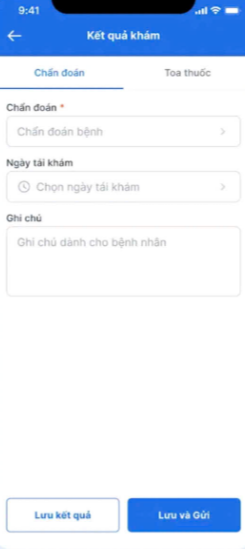 9:41
Kết quả khám
Chẩn đoán
Toa thuốc
Chẩn đoán *
Chẩn đoán bệnh
Ngày tái khám
Chọn ngày tái khám
Ghi chú
Ghi chú dành cho bệnh nhân
Lưu kết quả
Lưu và Gửi